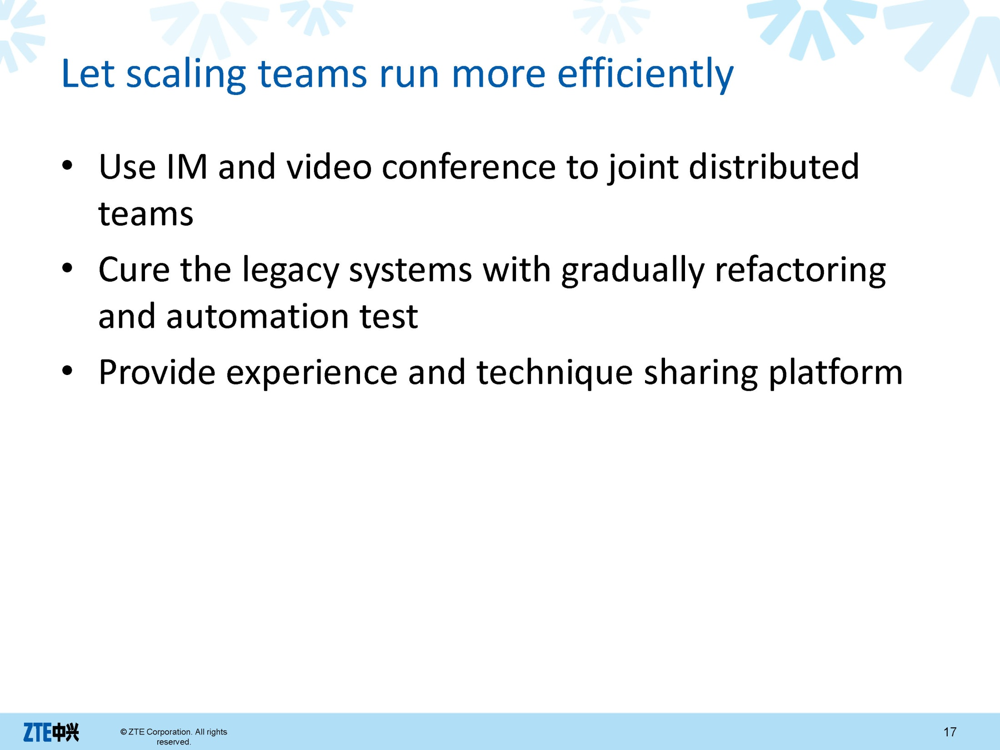 Let scaling teams run more efficiently
• Use IM and video conference to joint distributed
teams
• Cure the legacy systems with gradually refactoring
and automation test
• Provide experience and technique sharing platform
ZTE中兴
© ZTE Corporation. All rights
reserved.
17